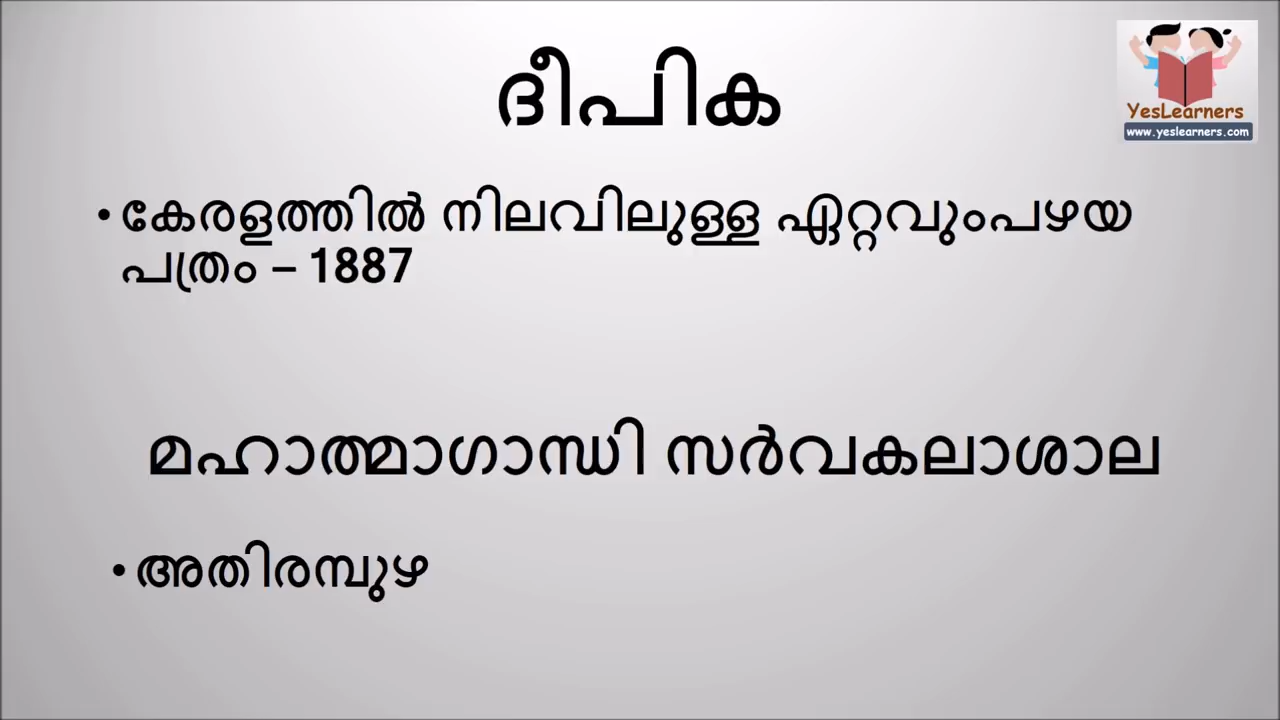 ദീപിക
YesLearners
www.yeslearners.com
• കേരളത്തിൽ നിലവിലുള്ള ഏറ്റവുംപഴയ
പത്രം – 1887
മഹാത്മാഗാന്ധി സർവകലാശാല
• അതിരമ്പുഴ